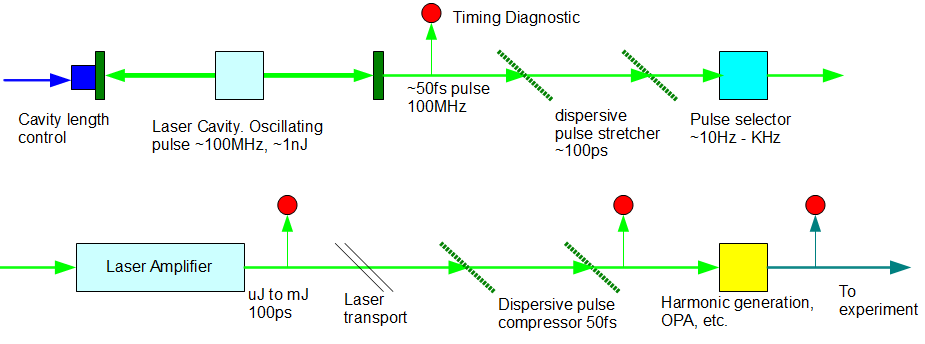 Timing Diagnostic
~50fs pulse
100MHz
Cavity length
control
Laser Cavity. Oscillating
pulse ~100MHz, ~1nJ
dispersive
pulse stretcher
~100ps
Pulse selector
~10Hz - KHz
Laser Amplifier
uJ to mJ
100ps
Laser
transport
Dispersive pulse
compressor 50fs
Harmonic generation,
OPA, etc.
To
experiment